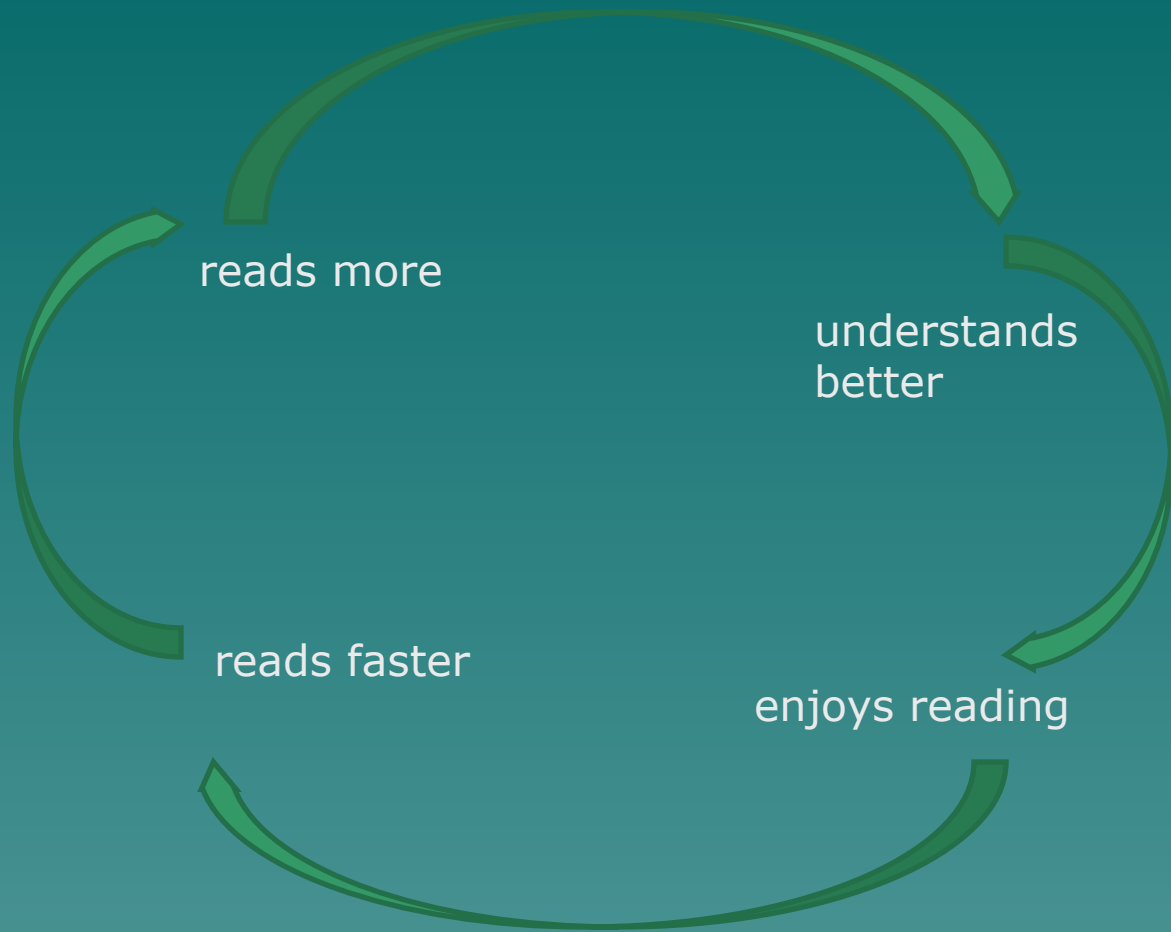 reads more
understands
better
reads faster
enjoys reading